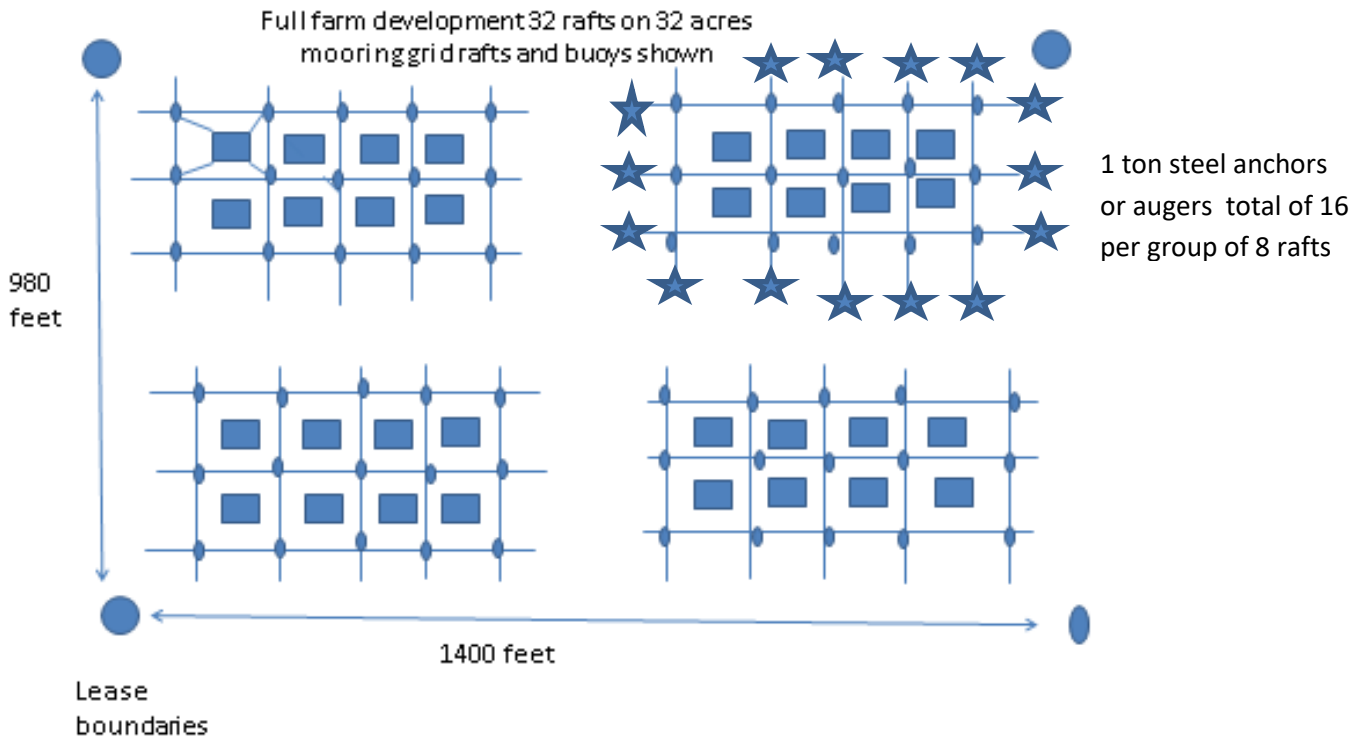 Full farm development 32 rafts on 32 acres
mooring grid rafts and buoys shown
1 ton steel anchors
or augers total of 16
per group of 8 rafts
980
feet
1400 feet
Lease
boundaries